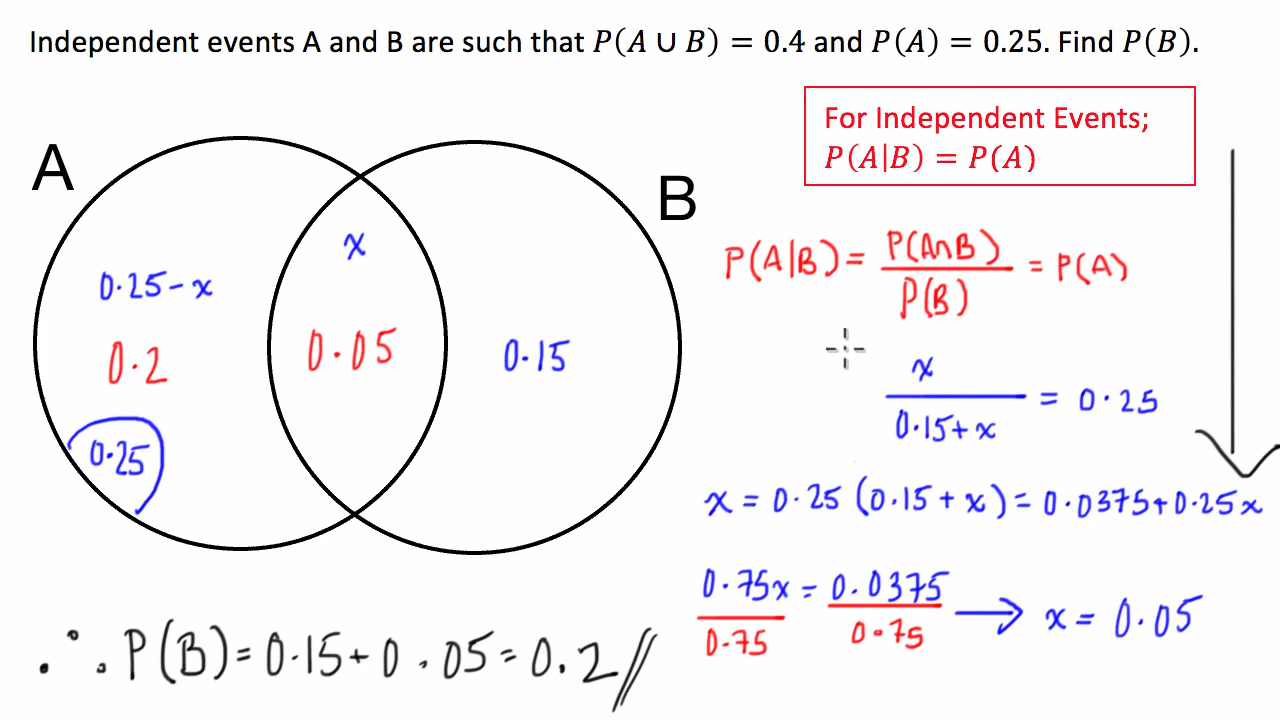 Independent events A and B are such that P(A ∪ B) = 0.4 and P(A) = 0.25. Find P(B).
For Independent Events;
P(A|B) = P(A)
A
B
x
0.25-x
0.2
0.05
0.15
0.25
P(A|B) = P(A∩B) / P(B) = P(A)
x / 0.15+x = 0.25
x = 0.25 (0.15+x) = 0.0375+0.25x
0.75x / 0.75 = 0.0375 / 0.75 → x = 0.05
∴ P(B) = 0.15+0.05 = 0.2//